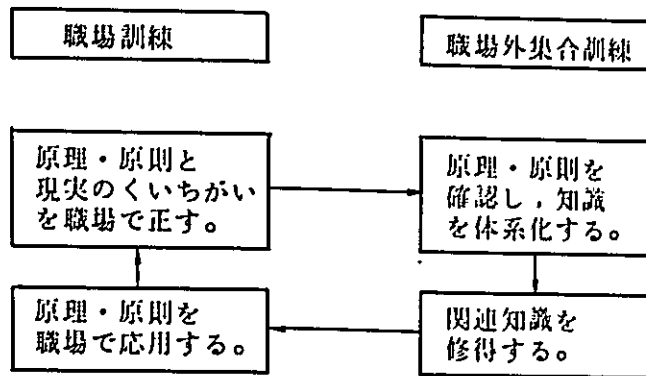 職場訓練
職場外集合訓練
原理・原則と
現実のくいちがい
を職場で正す。
原理・原則を
確認し，知識
を体系化する。
原理・原則を
職場で応用する。
関連知識を
修得する。